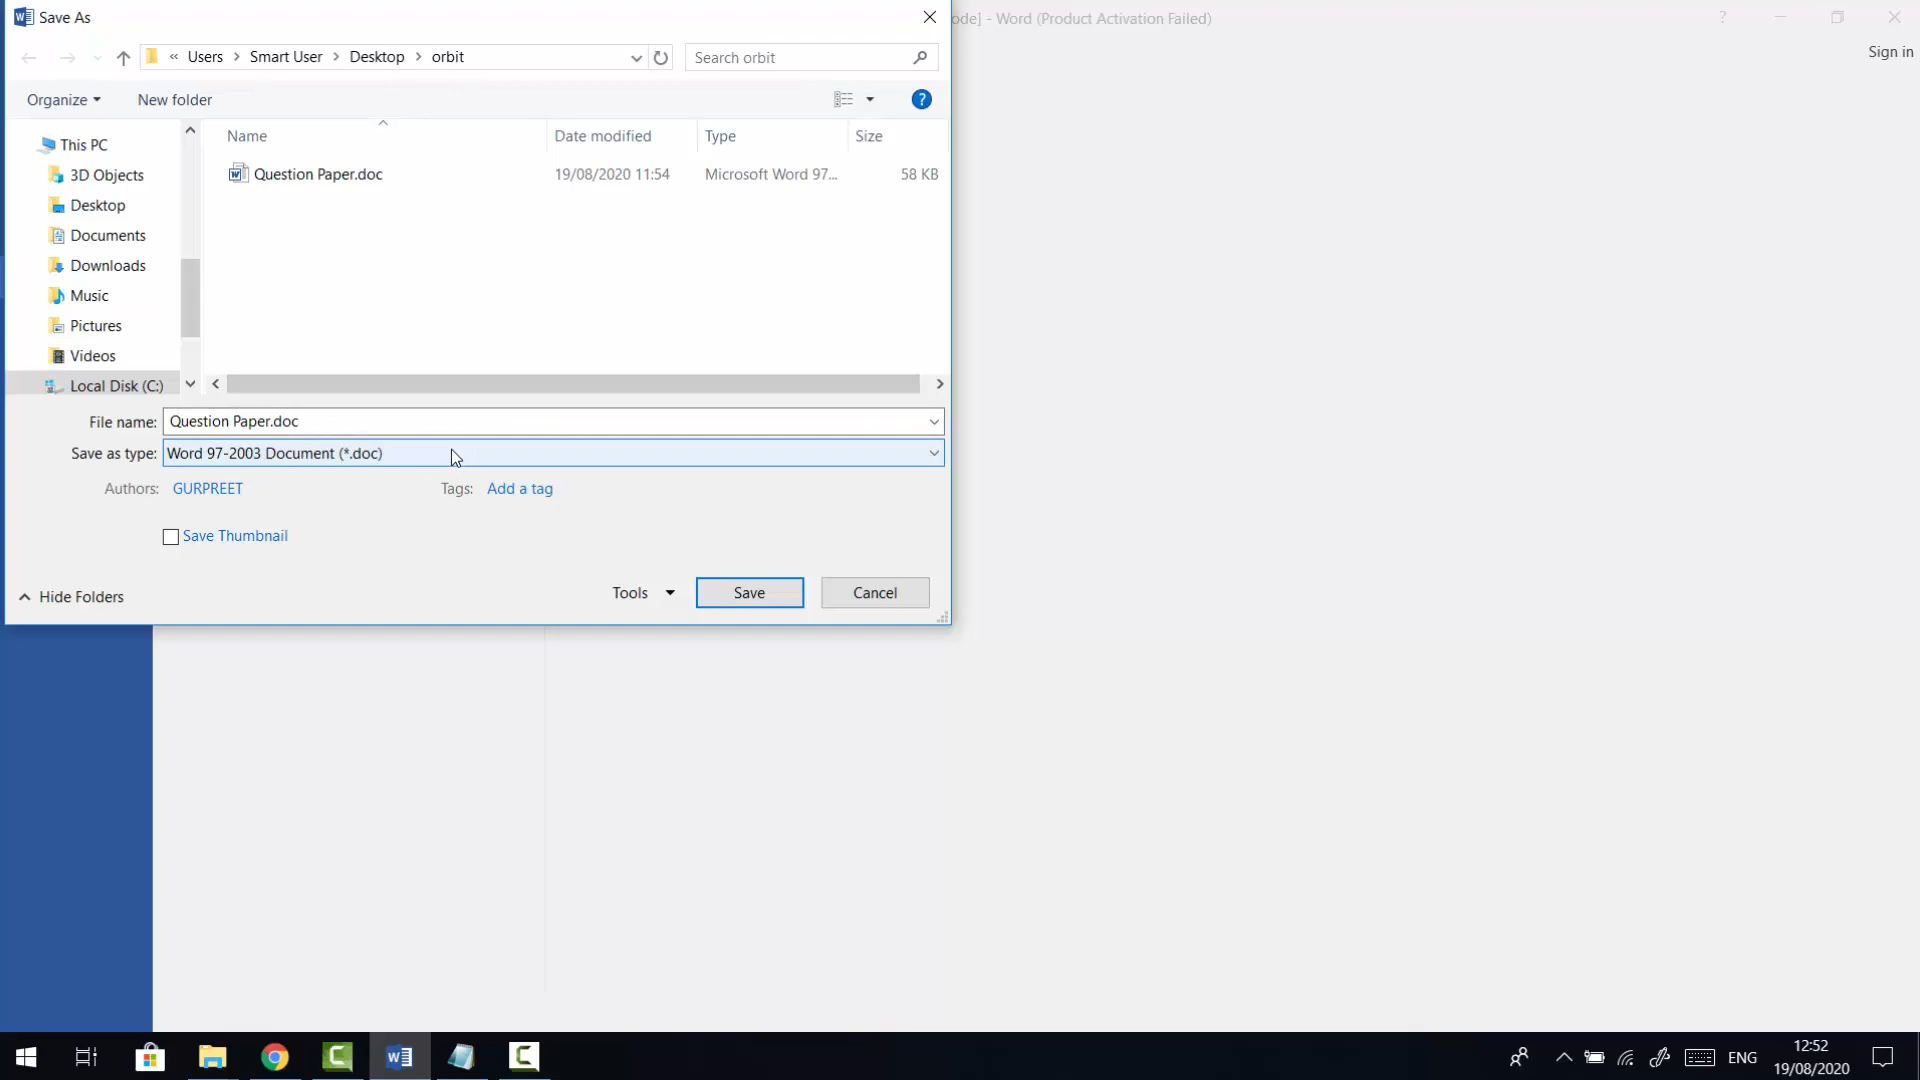 Save As
ode] - Word (Product Activation Failed)
Sign in
« Users > Smart User > Desktop > orbit
Search orbit
Organize
New folder
Name Date modified Type Size
Question Paper.doc 19/08/2020 11:54 Microsoft Word 97... 58 KB
This PC
3D Objects
Desktop
Documents
Downloads
Music
Pictures
Videos
Local Disk (C:)
File name: Question Paper.doc
Save as type: Word 97-2003 Document (*.doc)
Authors: GURPREET Tags: Add a tag
Save Thumbnail
Hide Folders
Tools
Save
Cancel
ENG
12:52
19/08/2020